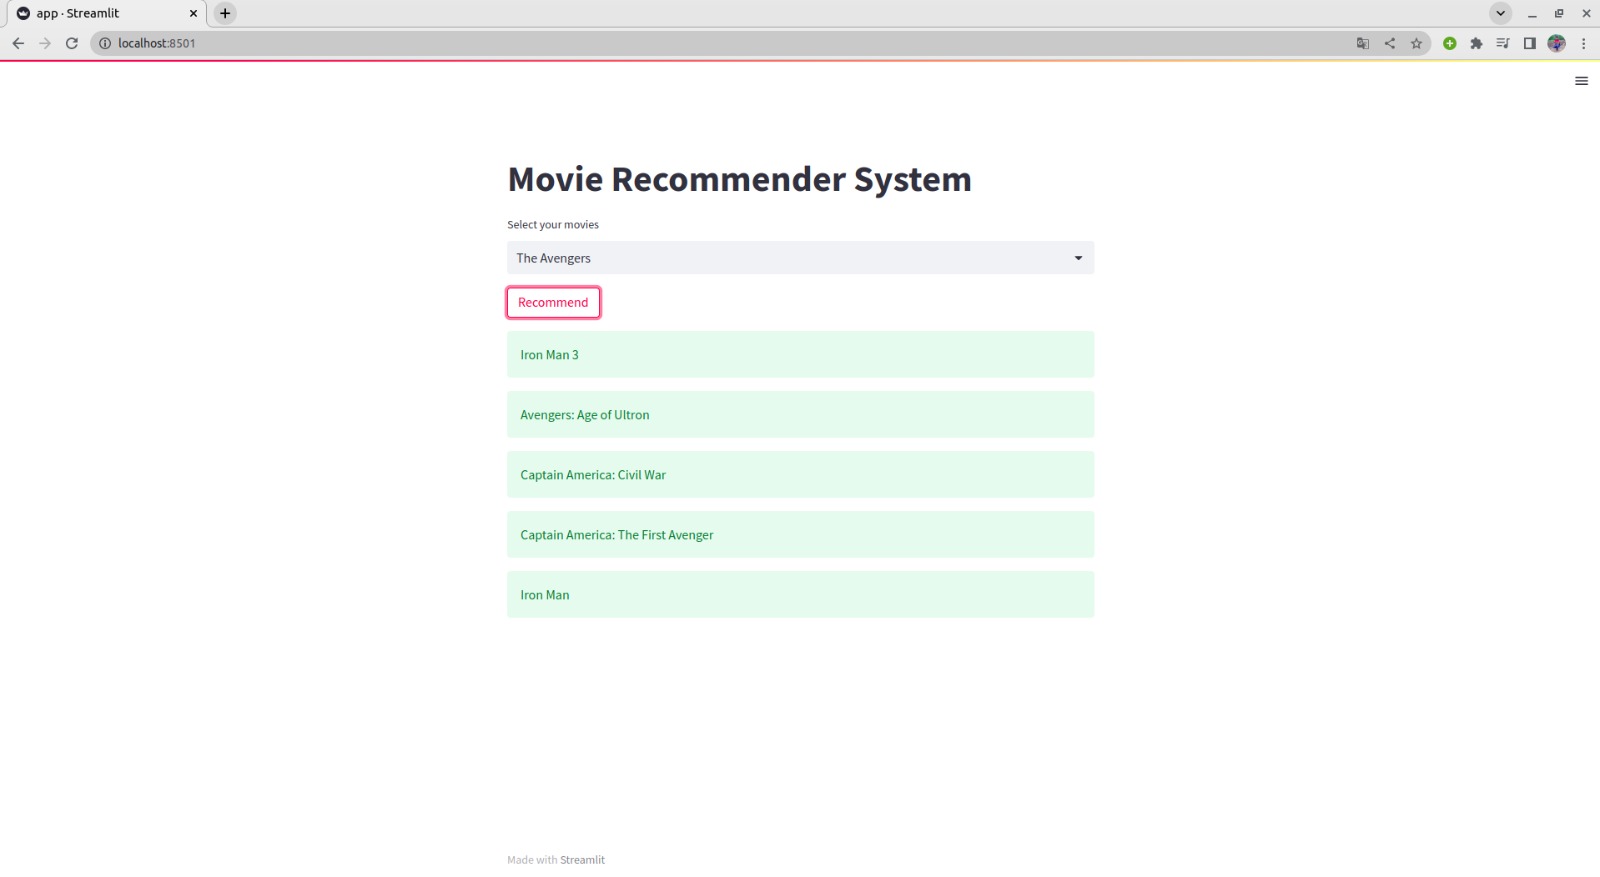 app · Streamlit
localhost:8501
Movie Recommender System
Select your movies
The Avengers
Recommend
Iron Man 3
Avengers: Age of Ultron
Captain America: Civil War
Captain America: The First Avenger
Iron Man
Made with Streamlit